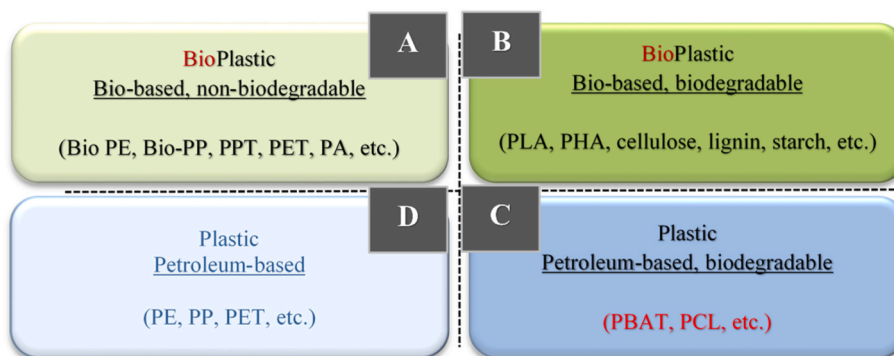 A
BioPlastic
Bio-based, non-biodegradable
(Bio PE, Bio-PP, PPT, PET, PA, etc.)
B
BioPlastic
Bio-based, biodegradable
(PLA, PHA, cellulose, lignin, starch, etc.)
D
Plastic
Petroleum-based
(PE, PP, PET, etc.)
C
Plastic
Petroleum-based, biodegradable
(PBAT, PCL, etc.)